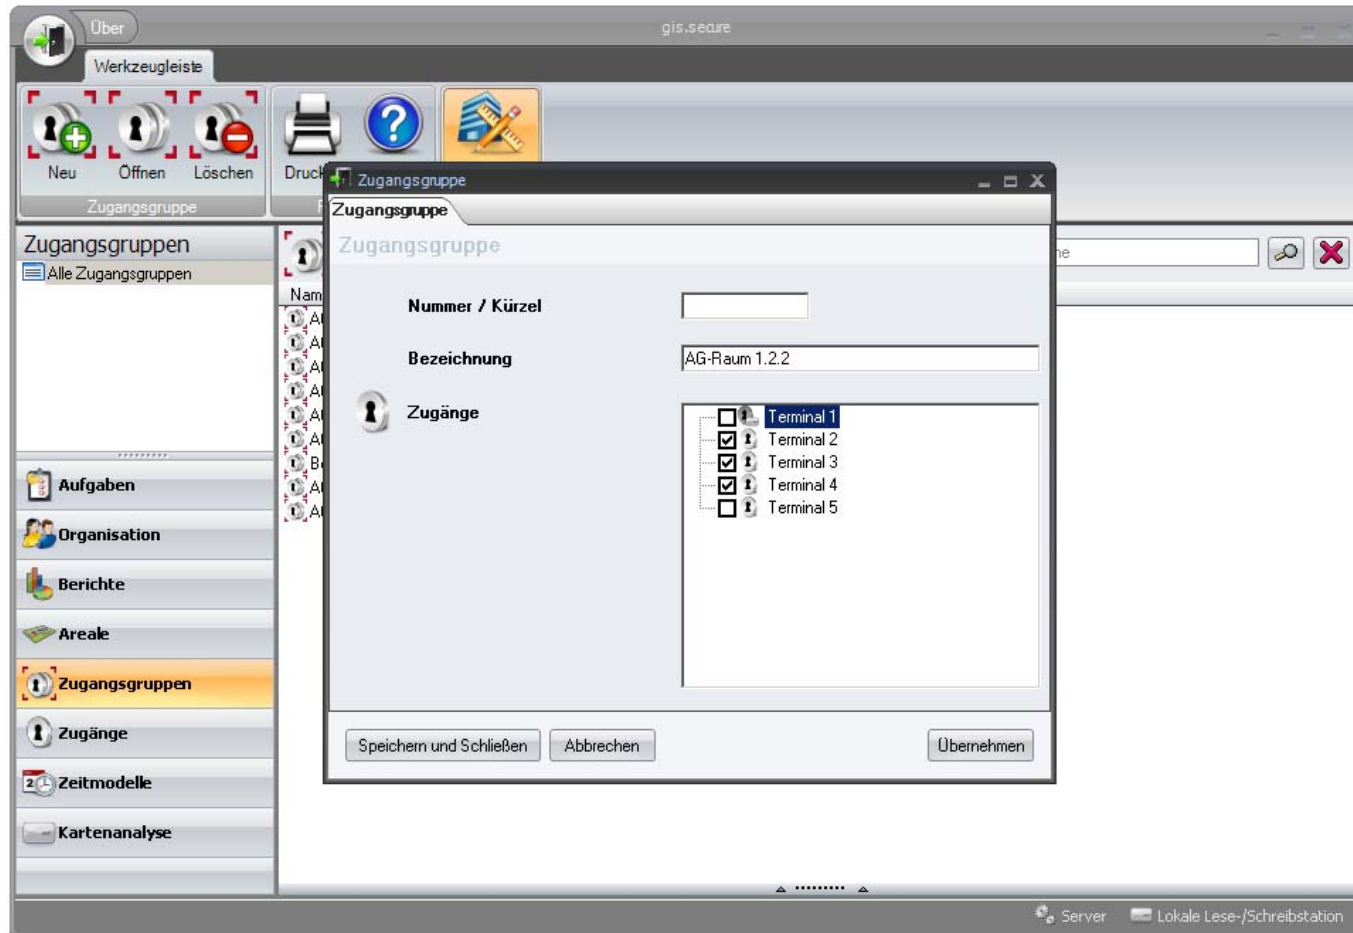 Über
gis.secure
Werkzeugleiste
Neu
Öffnen
Löschen
Zugangsgruppe
Zugangsgruppen
Alle Zugangsgruppen
Aufgaben
Organisation
Berichte
Areale
Zugangsgruppen
Zugänge
Zeitmodelle
Kartenanalyse
Zugangsgruppe
Zugangsgruppe
Zugangsgruppe
Nummer / Kürzel
Bezeichnung
AG-Raum 1.2.2
Zugänge
Terminal 1
Terminal 2
Terminal 3
Terminal 4
Terminal 5
Speichern und Schließen
Abbrechen
Übernehmen
Server
Lokale Lese-/Schreibstation